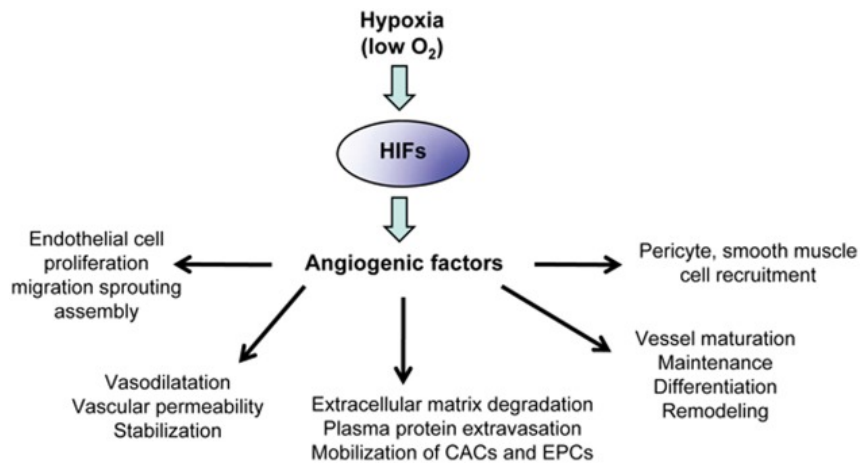 Hypoxia
(low O₂)
HIFs
Angiogenic factors
Endothelial cell
proliferation
migration sprouting
assembly
Vasodilatation
Vascular permeability
Stabilization
Extracellular matrix degradation
Plasma protein extravasation
Mobilization of CACs and EPCs
Vessel maturation
Maintenance
Differentiation
Remodeling
Pericyte, smooth muscle
cell recruitment